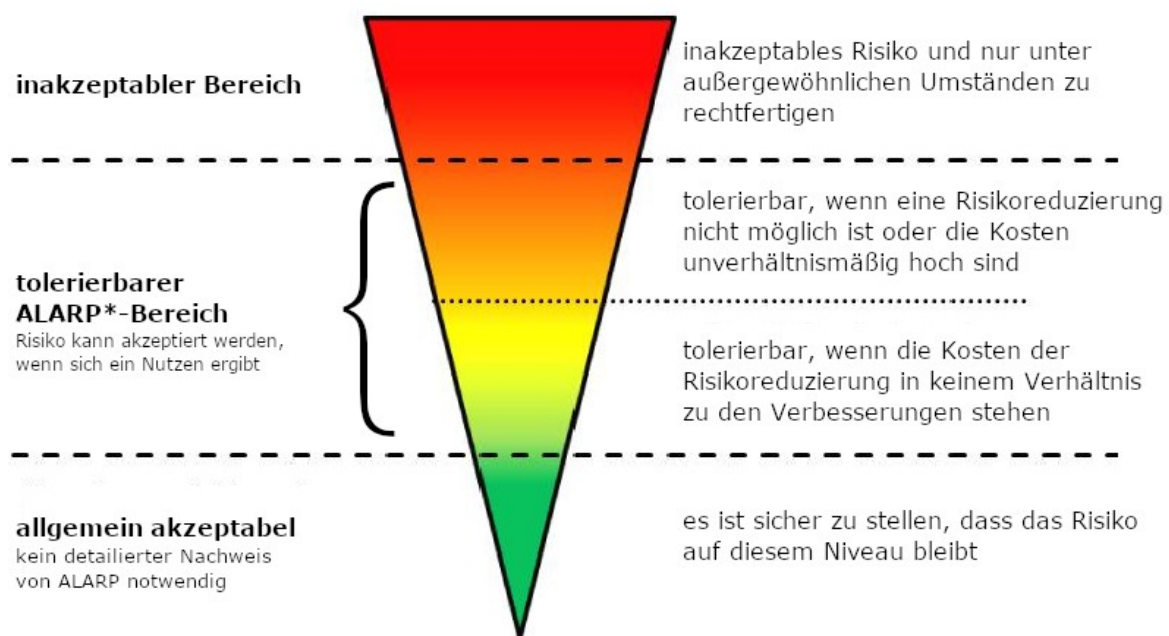 inakzeptabler Bereich
inakzeptables Risiko und nur unter
außergewöhnlichen Umständen zu
rechtfertigen
tolerierbarer
ALARP*-Bereich
Risiko kann akzeptiert werden,
wenn sich ein Nutzen ergibt
tolerierbar, wenn eine Risikoreduzierung
nicht möglich ist oder die Kosten
unverhältnismäßig hoch sind
tolerierbar, wenn die Kosten der
Risikoreduzierung in keinem Verhältnis
zu den Verbesserungen stehen
allgemein akzeptabel
kein detailierter Nachweis
von ALARP notwendig
es ist sicher zu stellen, dass das Risiko
auf diesem Niveau bleibt